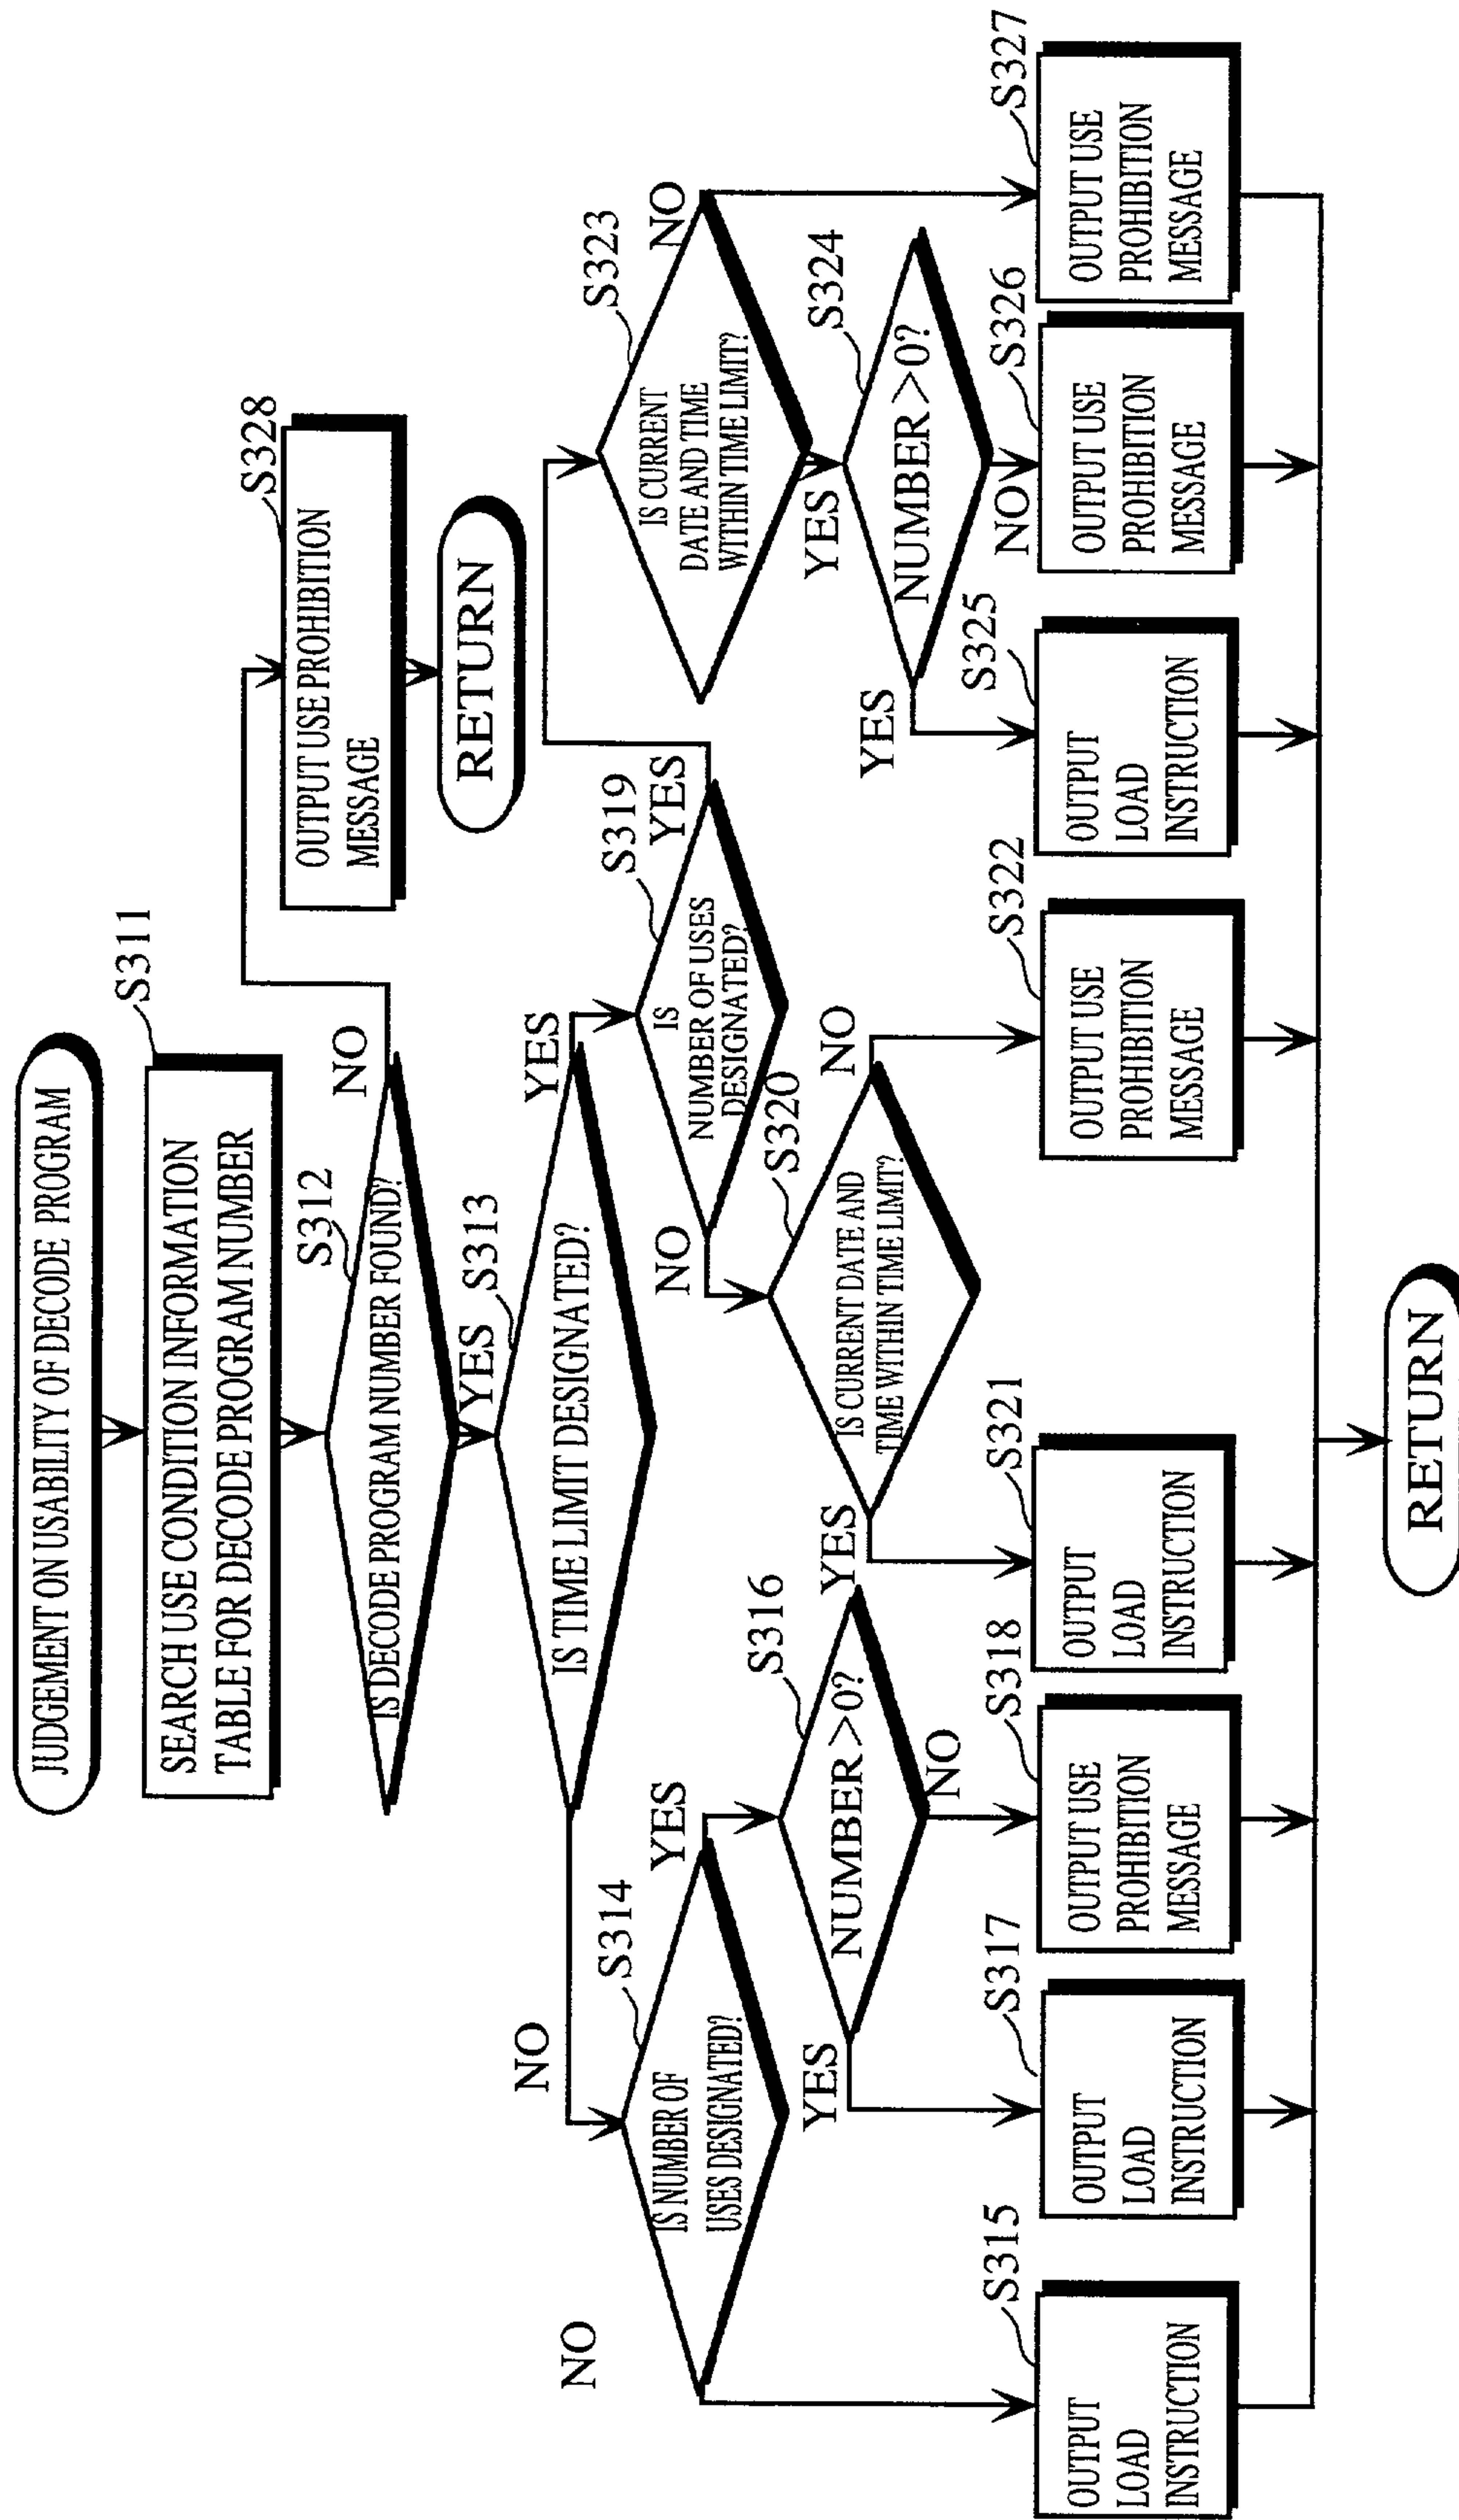 JUDGEMENT ON USABILITY OF DECODE PROGRAM
S311
SEARCH USE CONDITION INFORMATION
TABLE FOR DECODE PROGRAM NUMBER
S312
IS DECODE PROGRAM NUMBER FOUND?
NO
S328
OUTPUT USE PROHIBITION
MESSAGE
RETURN
YES
S313
IS TIME LIMIT DESIGNATED?
NO
YES
S314
IS NUMBER OF
USES DESIGNATED?
NO
YES
S319
IS
NUMBER OF USES
DESIGNATED?
NO
YES
S323
IS CURRENT
DATE AND TIME
WITHIN TIME LIMIT?
NO
YES
S316
NUMBER>0?
YES
NO
S320
IS CURRENT DATE AND
TIME WITHIN TIME LIMIT?
YES
NO
S324
NUMBER>0?
YES
NO
S315
OUTPUT
LOAD
INSTRUCTION
S317
OUTPUT
LOAD
INSTRUCTION
S318
OUTPUT USE
PROHIBITION
MESSAGE
S321
OUTPUT
LOAD
INSTRUCTION
S322
OUTPUT USE
PROHIBITION
MESSAGE
S325
OUTPUT
LOAD
INSTRUCTION
S326
OUTPUT USE
PROHIBITION
MESSAGE
S327
OUTPUT USE
PROHIBITION
MESSAGE
RETURN